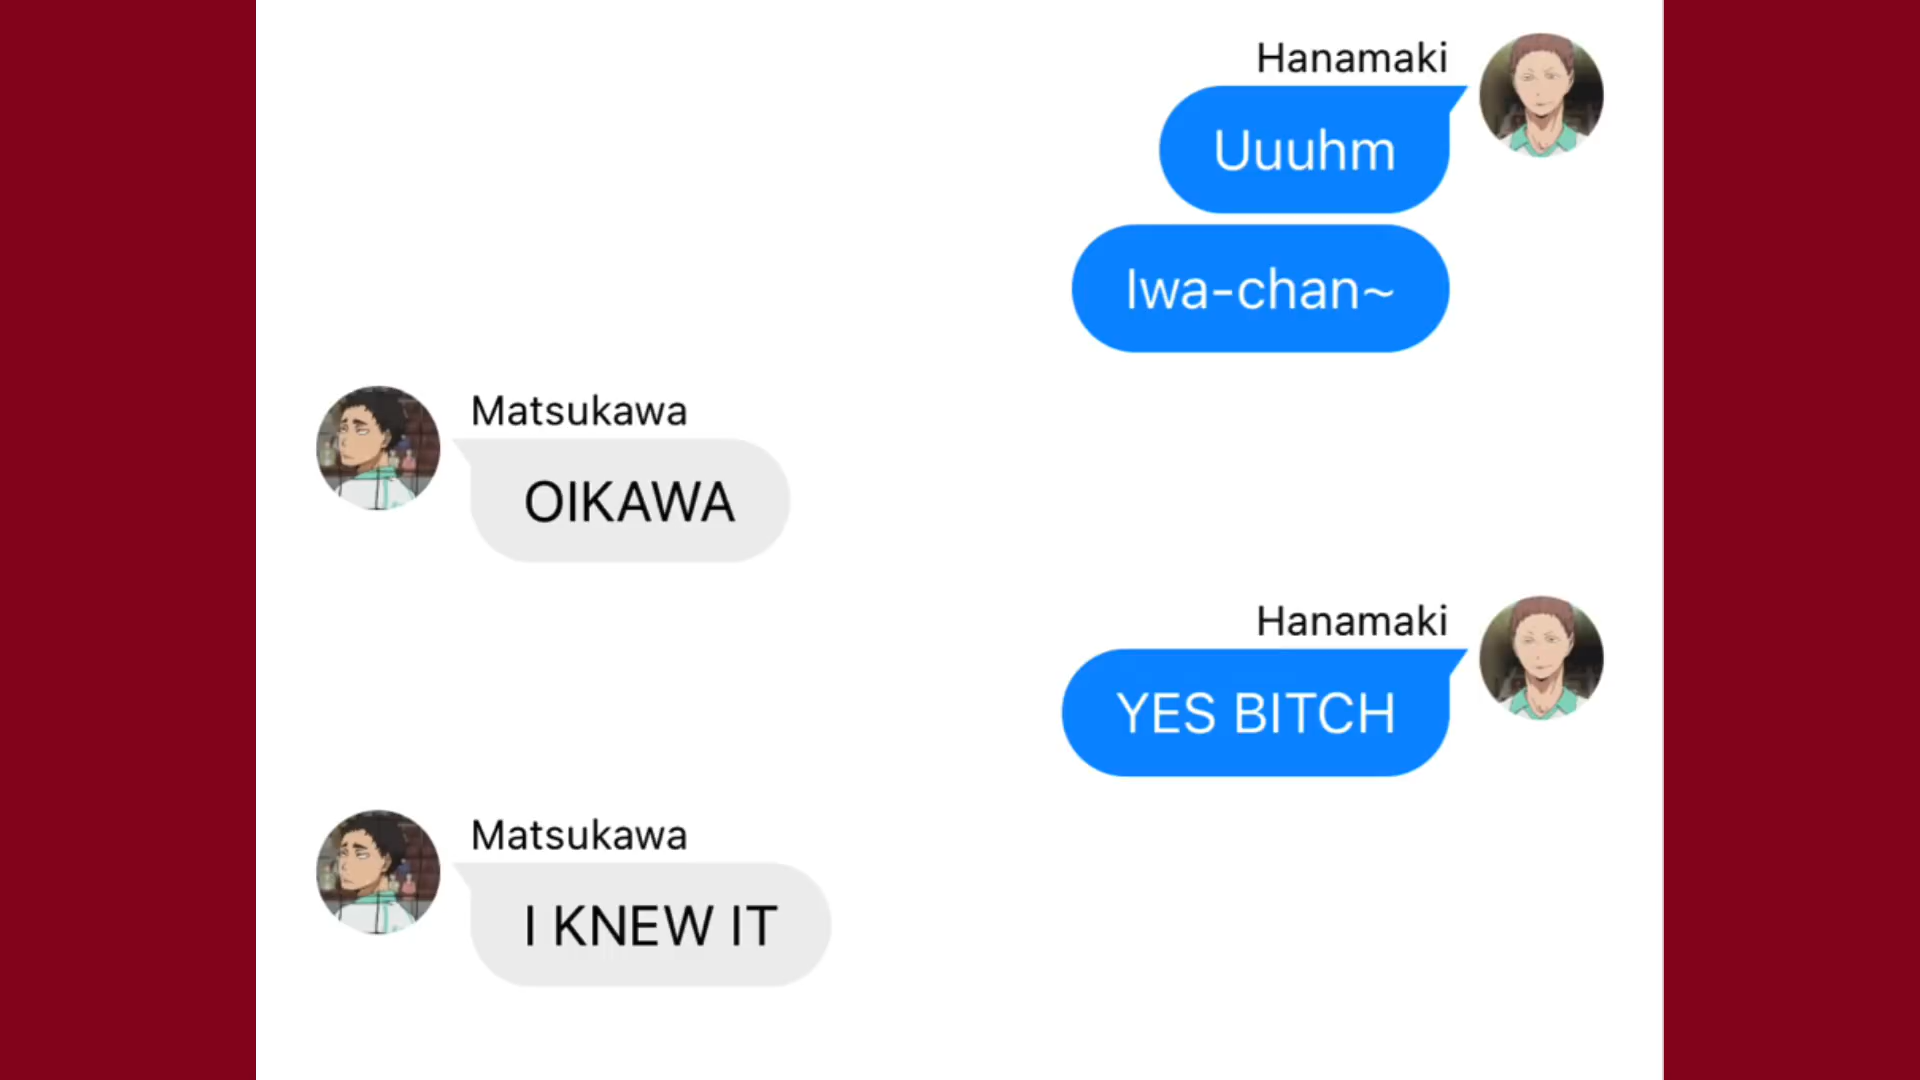 Hanamaki
Uuuhm
Iwa-chan~
Matsukawa
OIKAWA
Hanamaki
YES BITCH
Matsukawa
I KNEW IT